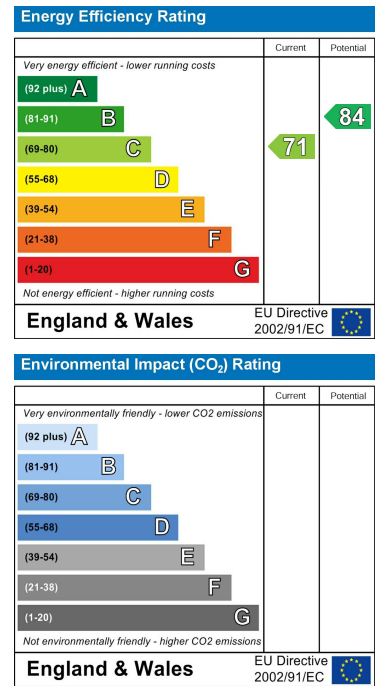 Energy Efficiency Rating
Current Potential
Very energy efficient - lower running costs
(92 plus) A
(81-91) B
84
(69-80) C
71
(55-68) D
(39-54) E
(21-38) F
(1-20) G
Not energy efficient - higher running costs
England & Wales
EU Directive
2002/91/EC
Environmental Impact (CO₂) Rating
Current Potential
Very environmentally friendly - lower CO2 emissions
(92 plus) A
(81-91) B
(69-80) C
(55-68) D
(39-54) E
(21-38) F
(1-20) G
Not environmentally friendly - higher CO2 emissions
England & Wales
EU Directive
2002/91/EC